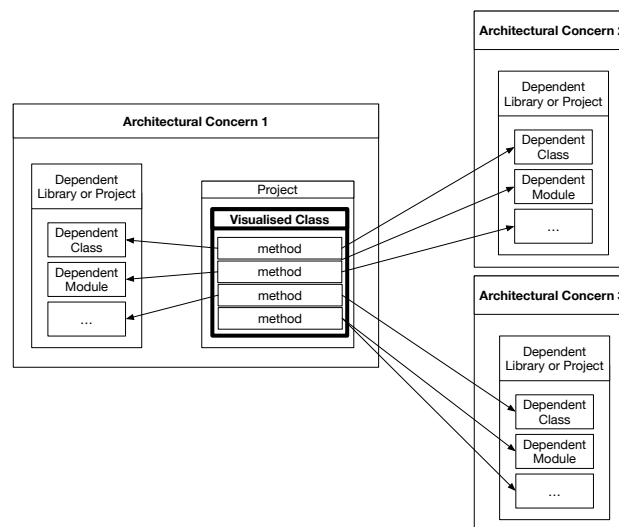 Architectural Concern 1
Dependent
Library or Project
Dependent
Class
Dependent
Module
...
Project
Visualised Class
method
method
method
method
Architectural Concern 2
Dependent
Library or Project
Dependent
Class
Dependent
Module
...
Architectural Concern 3
Dependent
Library or Project
Dependent
Class
Dependent
Module
...